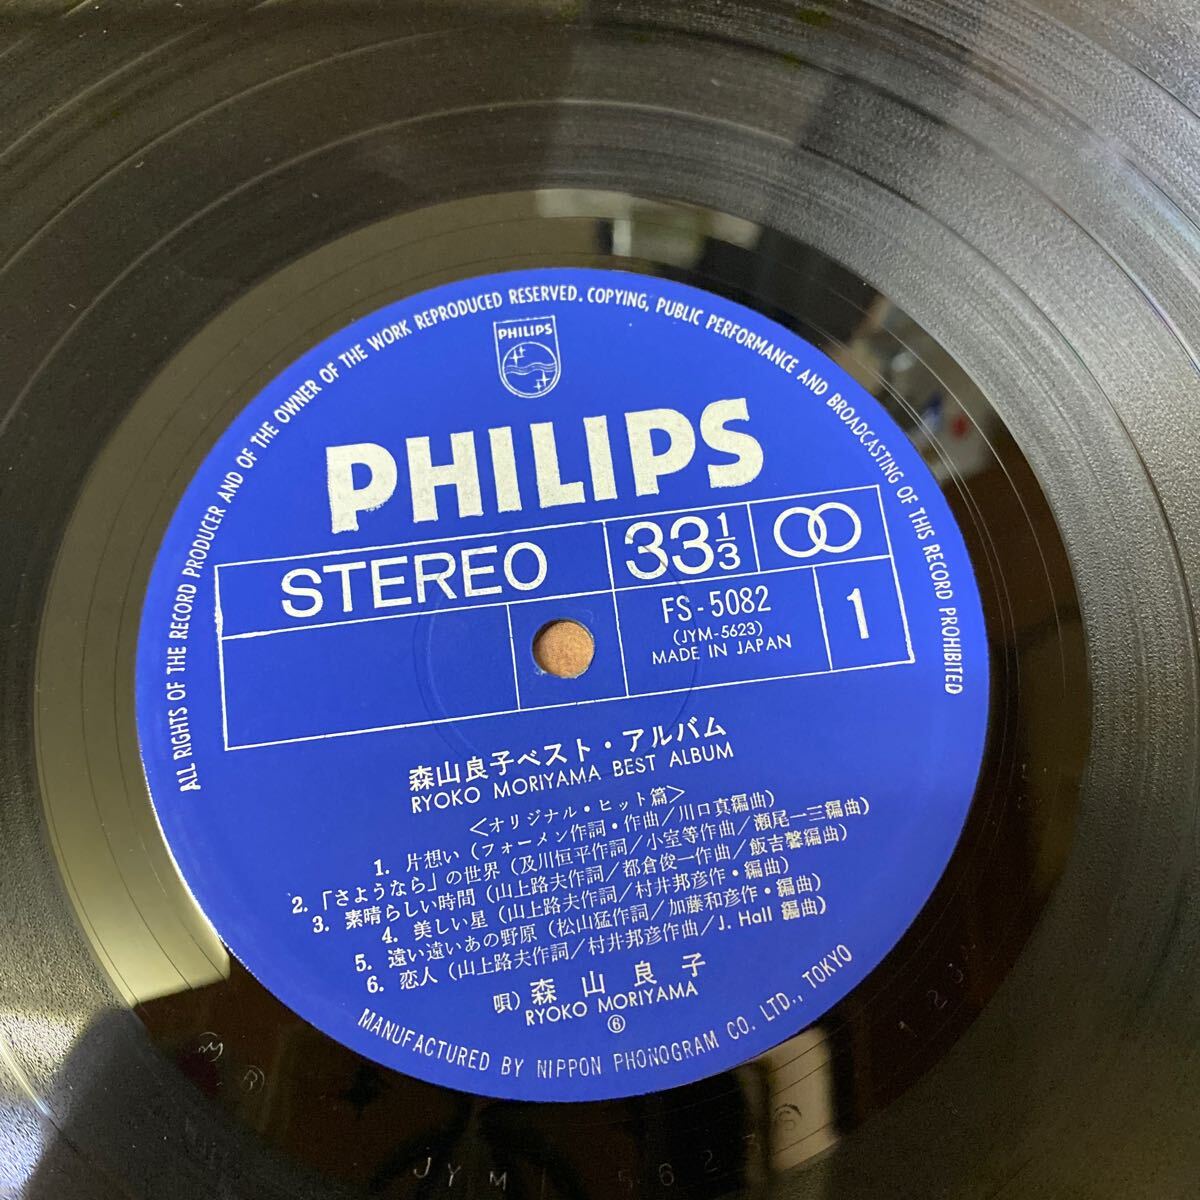 ALL RIGHTS OF THE RECORD PRODUCER AND OF THE OWNER OF THE WORK REPRODUCED RESERVED. COPYING, PUBLIC PERFORMANCE AND BROADCASTING OF THIS RECORD PROHIBITED
PHILIPS
PHILIPS
STEREO
33 1/3
FS-5082
(JYM-5623)
MADE IN JAPAN
1
森山良子ベスト・アルバム
RYOKO MORIYAMA BEST ALBUM
<オリジナル・ヒット篇>
1. 片想い (フォーメン作詞・作曲/川口真編曲)
2. 「さようなら」の世界 (及川恒平作詞/小室等作曲/瀬尾一三編曲)
3. 素晴らしい時間 (山上路夫作詞/都倉俊一作曲/飯吉馨編曲)
4. 美しい星 (山上路夫作詞/村井邦彦作・編曲)
5. 遠い遠いあの野原 (松山猛作詞/加藤和彦作・編曲)
6. 恋人 (山上路夫作詞/村井邦彦作曲/J. Hall 編曲)
唄) 森山良子
RYOKO MORIYAMA
⑥
MANUFACTURED BY NIPPON PHONOGRAM CO. LTD., TOKYO
JYM 1 5623